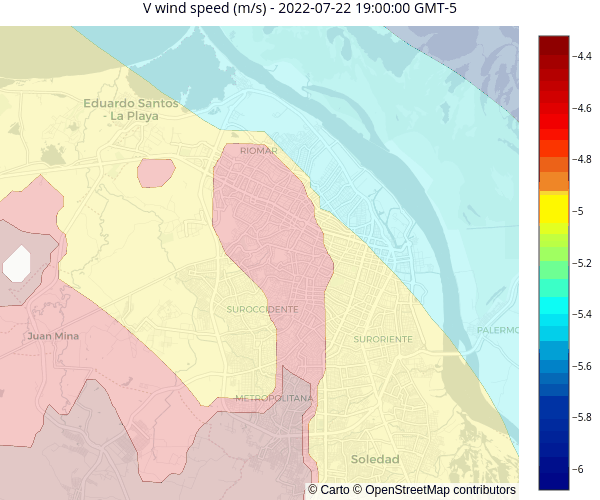 V wind speed (m/s) - 2022-07-22 19:00:00 GMT-5
Eduardo Santos
- La Playa
RIOMAR
SUROCCIDENTE
Juan Mina
SURORIENTE
PALERMO
METROPOLITANA
Soledad
© Carto © OpenStreetMap contributors
−4.4
−4.6
−4.8
−5
−5.2
−5.4
−5.6
−5.8
−6